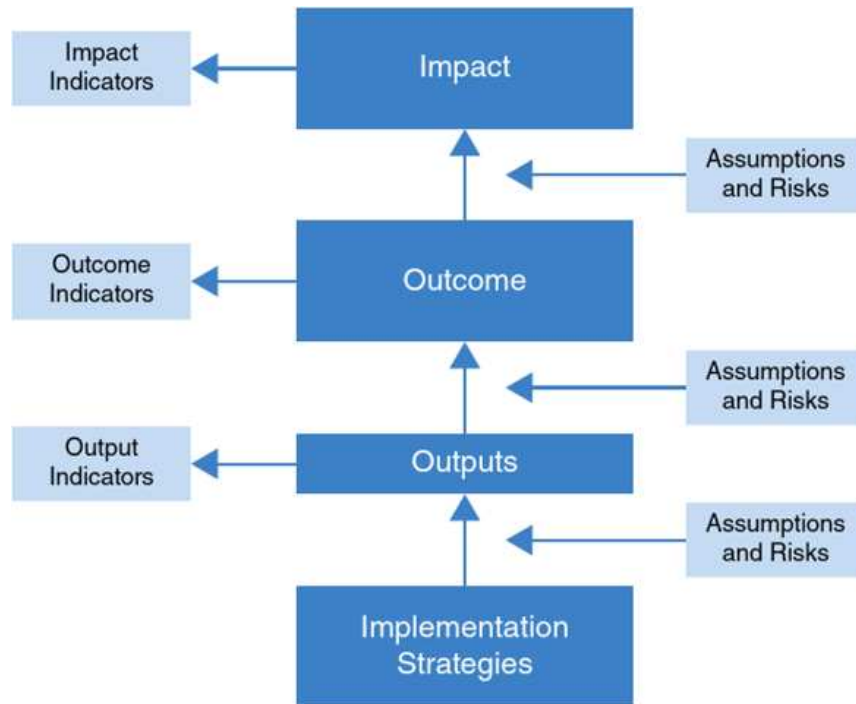 Impact
Indicators
Impact
Assumptions
and Risks
Outcome
Indicators
Outcome
Assumptions
and Risks
Output
Indicators
Outputs
Assumptions
and Risks
Implementation
Strategies